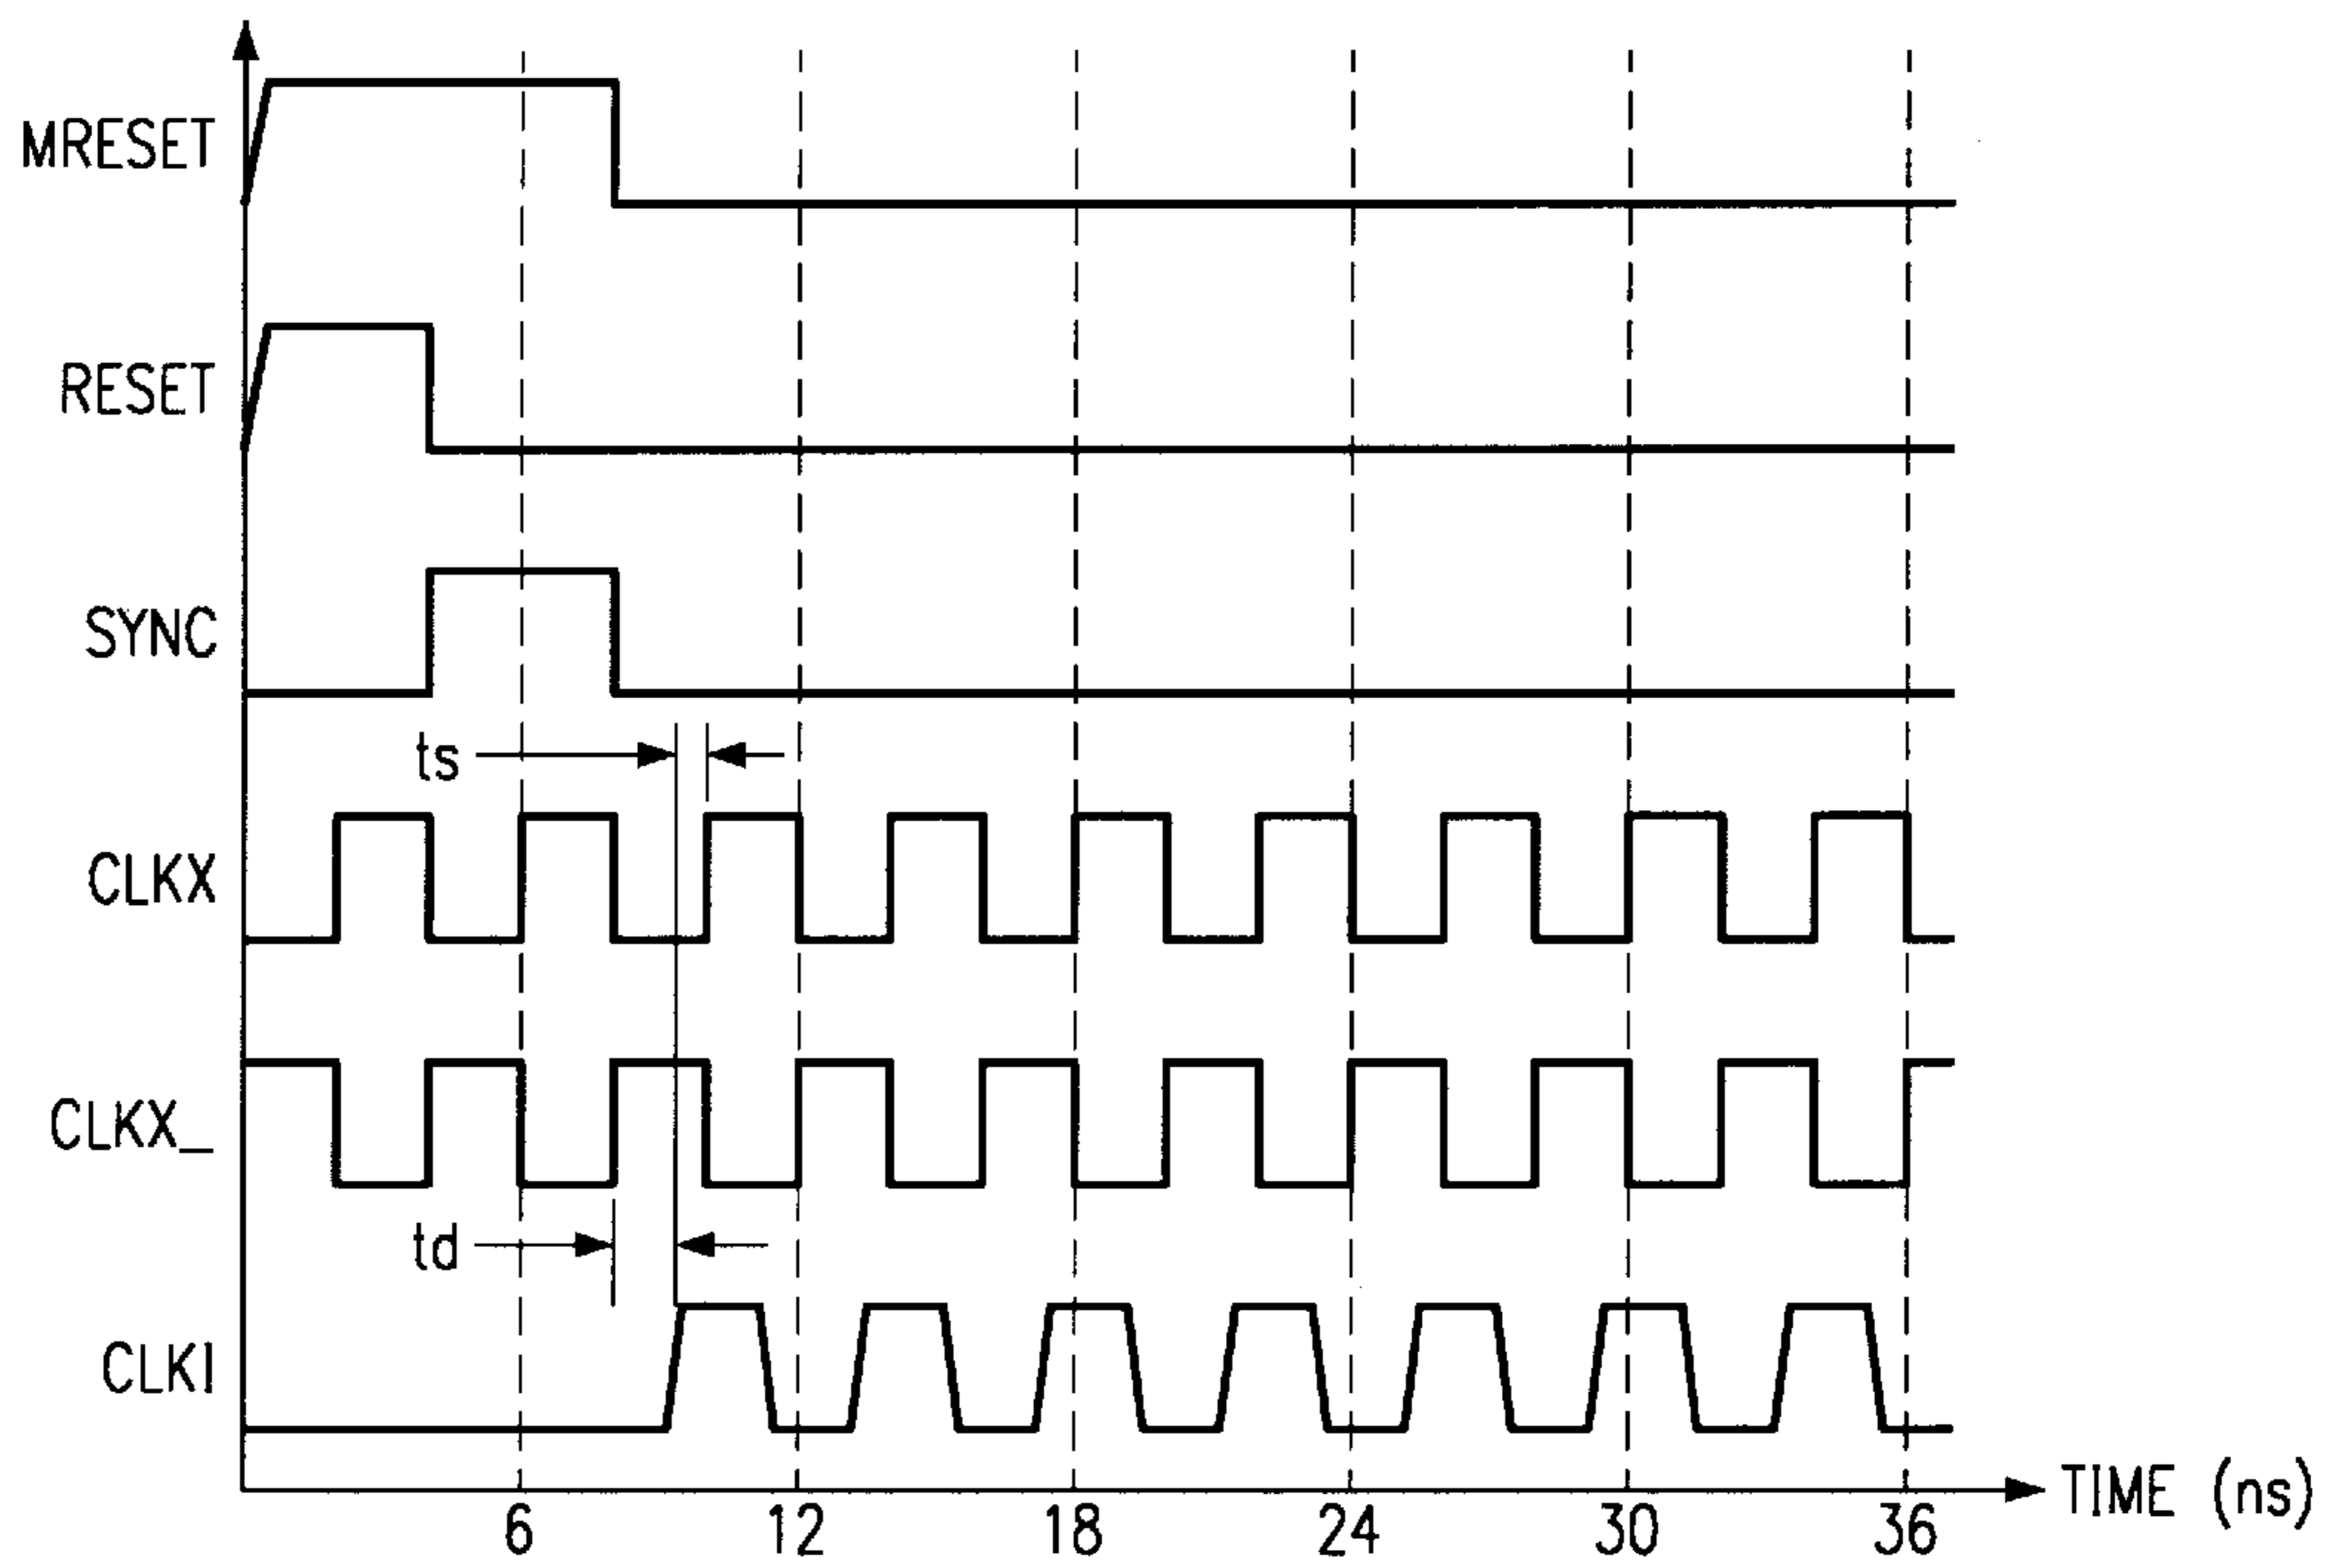 MRESET
RESET
SYNC
ts
CLKX
CLKX_
td
CLKI
6 12 18 24 30 36
TIME (ns)